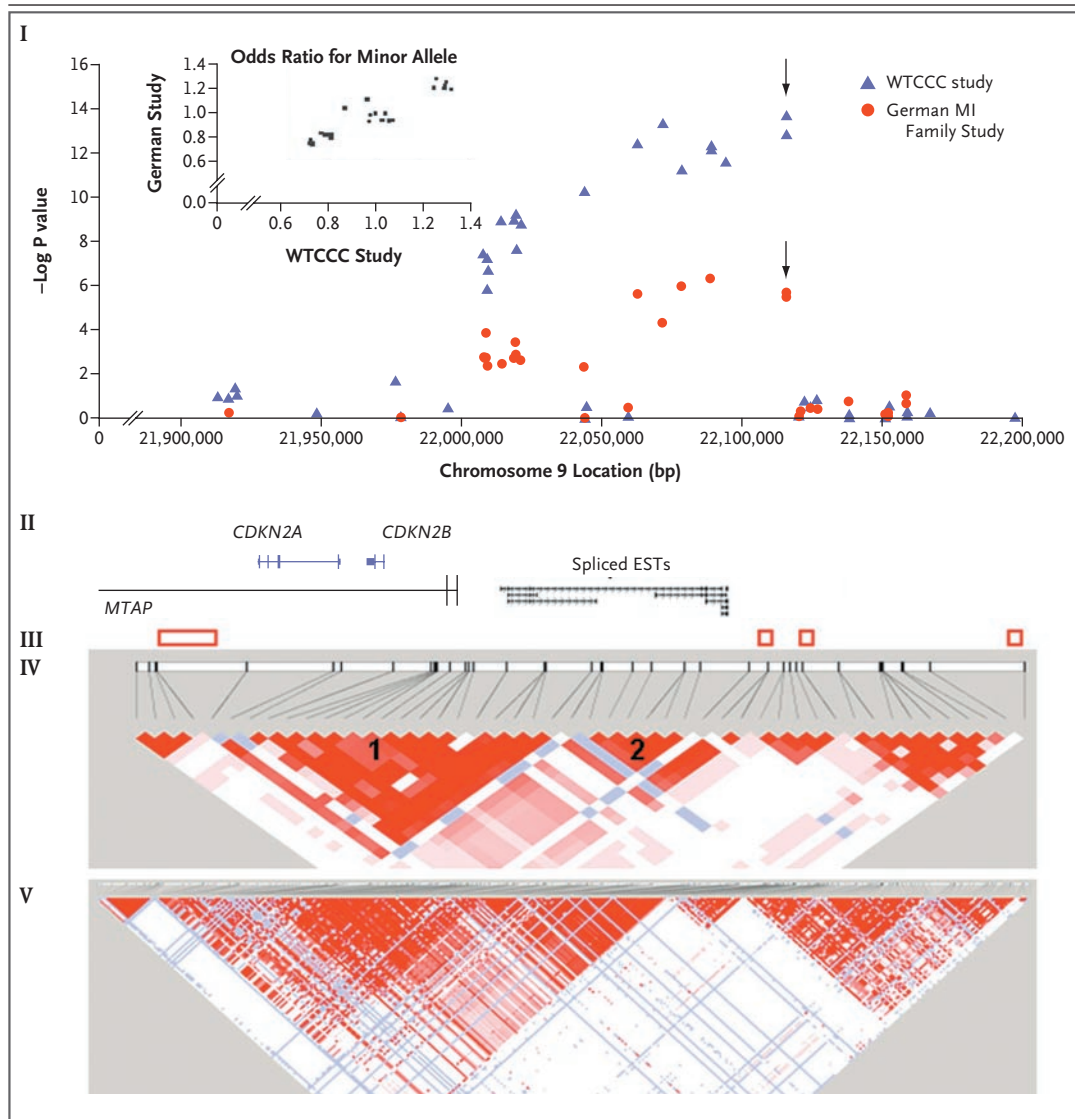 I
Odds Ratio for Minor Allele
German Study
1.4
1.2
1.0
0.8
0.6
0.0
0
0.6
0.8
1.0
1.2
1.4
WTCCC Study
WTCCC study
German MI
Family Study
–Log P value
16
14
12
10
8
6
4
2
0
0
21,900,000
21,950,000
22,000,000
22,050,000
22,100,000
22,150,000
22,200,000
Chromosome 9 Location (bp)
II
CDKN2A
CDKN2B
Spliced ESTs
MTAP
III
IV
1
2
V